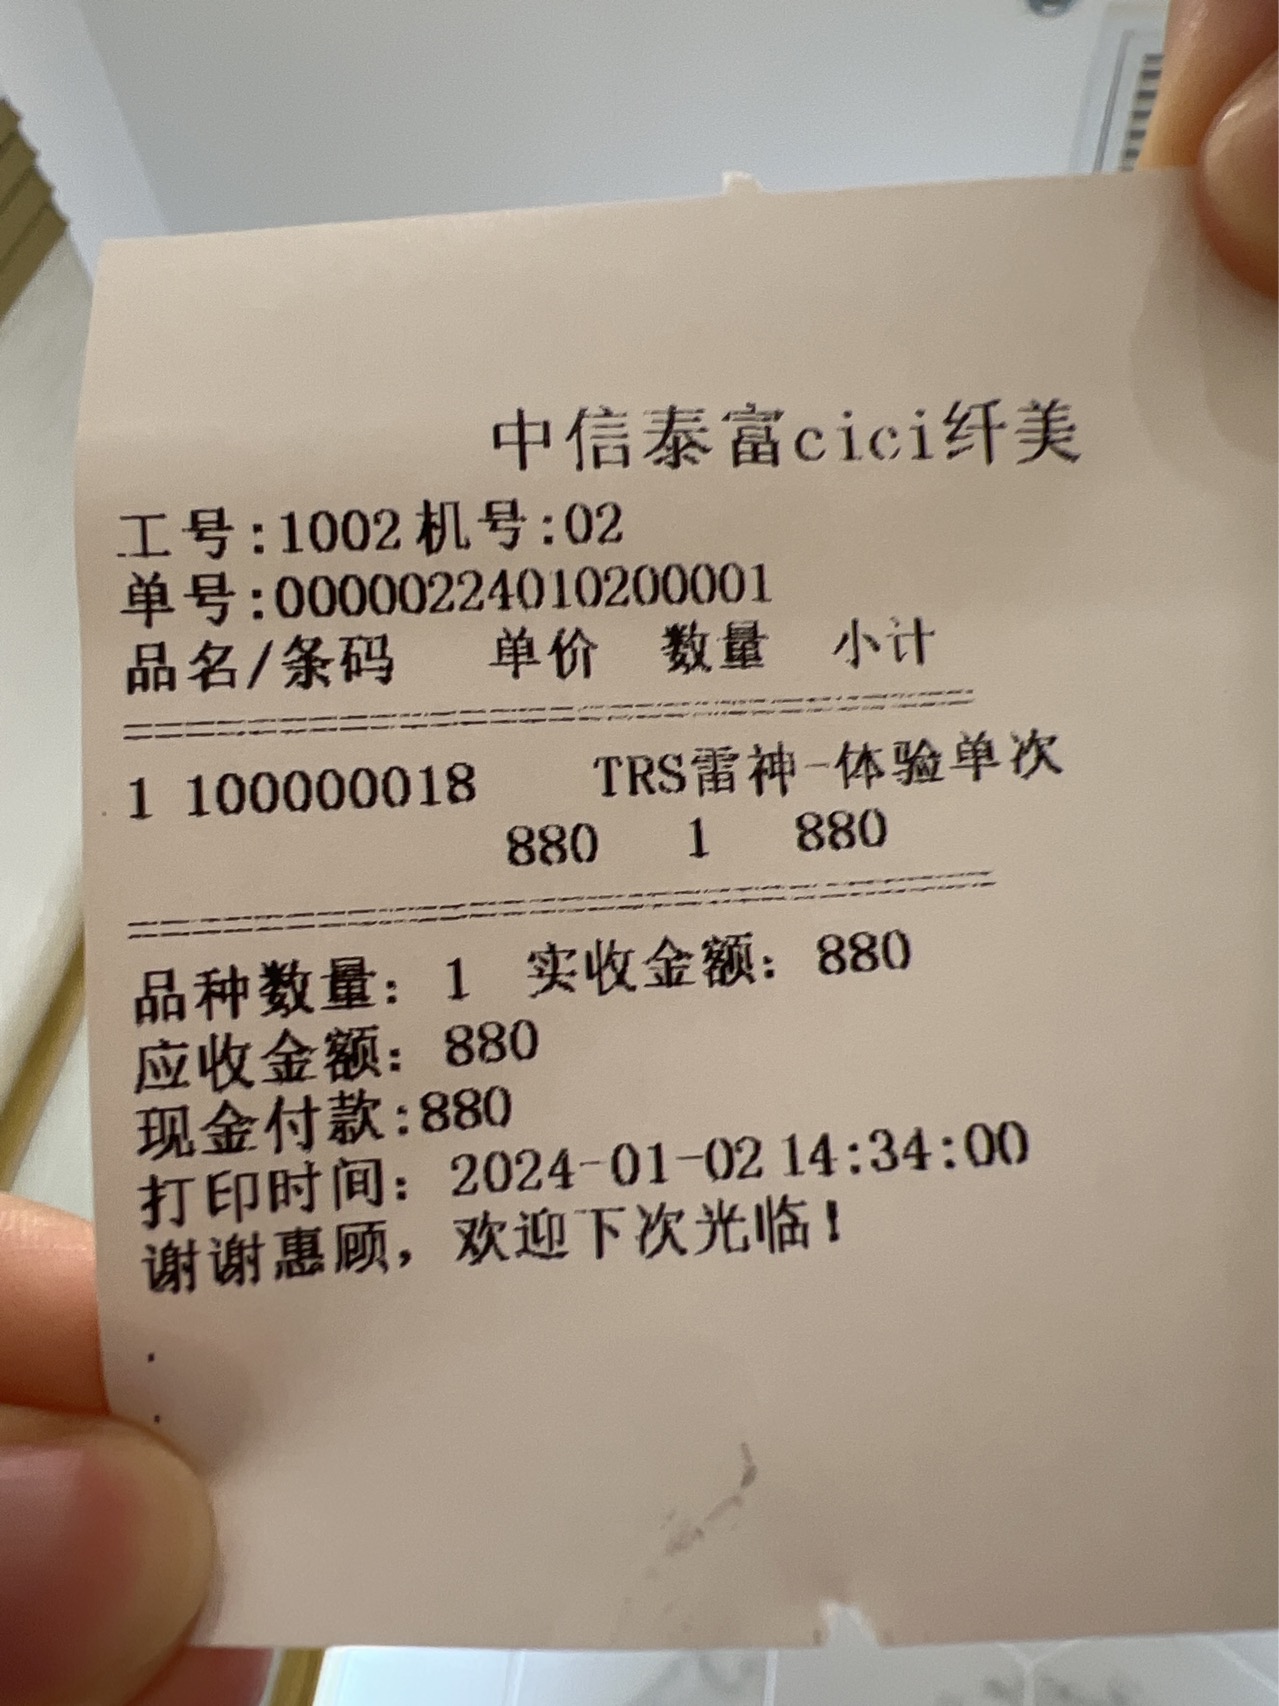 中信泰富cici纤美
工号:1002 机号:02
单号:00000224010200001
品名/条码 单价 数量 小计
1 100000018 TRS雷神-体验单次
880 1 880
品种数量: 1 实收金额: 880
应收金额: 880
现金付款:880
打印时间: 2024-01-02 14:34:00
谢谢惠顾，欢迎下次光临!